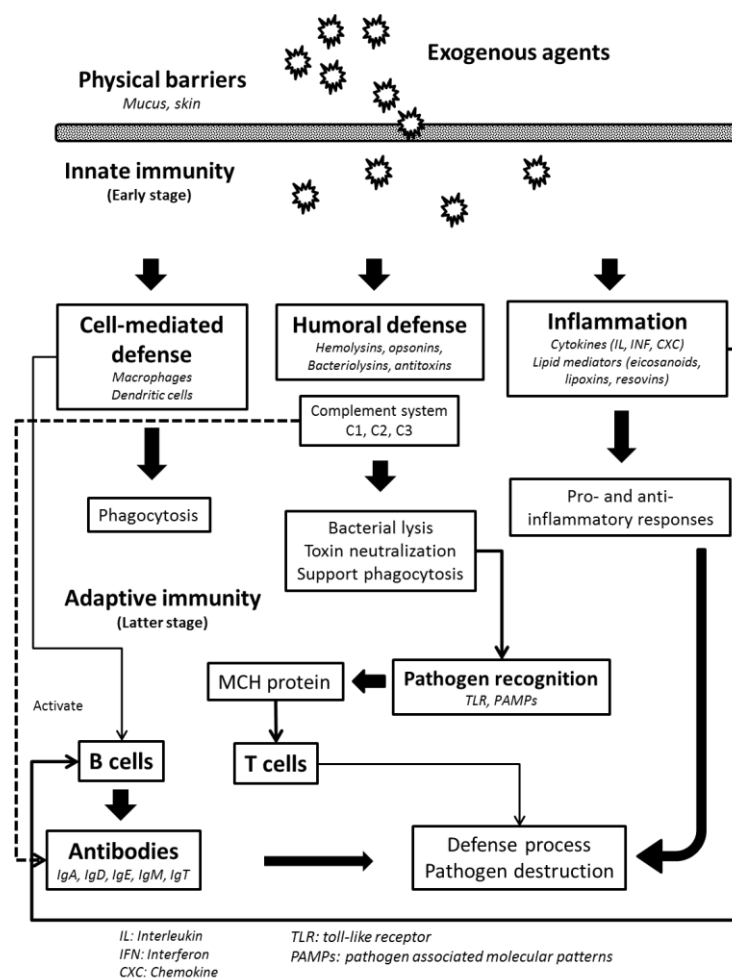 Exogenous agents
Physical barriers
Mucus, skin
Innate immunity
(Early stage)
Cell-mediated
defense
Macrophages
Dendritic cells
Humoral defense
Hemolysins, opsonins,
Bacteriolysins, antitoxins
Inflammation
Cytokines (IL, INF, CXC)
Lipid mediators (eicosanoids,
lipoxins, resovins)
Complement system
C1, C2, C3
Phagocytosis
Bacterial lysis
Toxin neutralization
Support phagocytosis
Pro- and anti-
inflammatory responses
Adaptive immunity
(Latter stage)
MCH protein
Pathogen recognition
TLR, PAMPs
Activate
B cells
T cells
Antibodies
IgA, IgD, IgE, IgM, IgT
Defense process
Pathogen destruction
IL: Interleukin
IFN: Interferon
CXC: Chemokine
TLR: toll-like receptor
PAMPs: pathogen associated molecular patterns